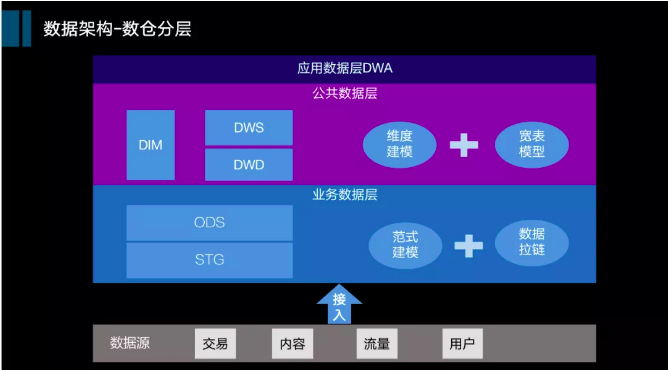 数据架构-数仓分层
应用数据层DWA
公共数据层
DIM
DWS
DWD
维度
建模
宽表
模型
业务数据层
ODS
STG
范式
建模
数据
拉链
接
入
数据源
交易
内容
流量
用户